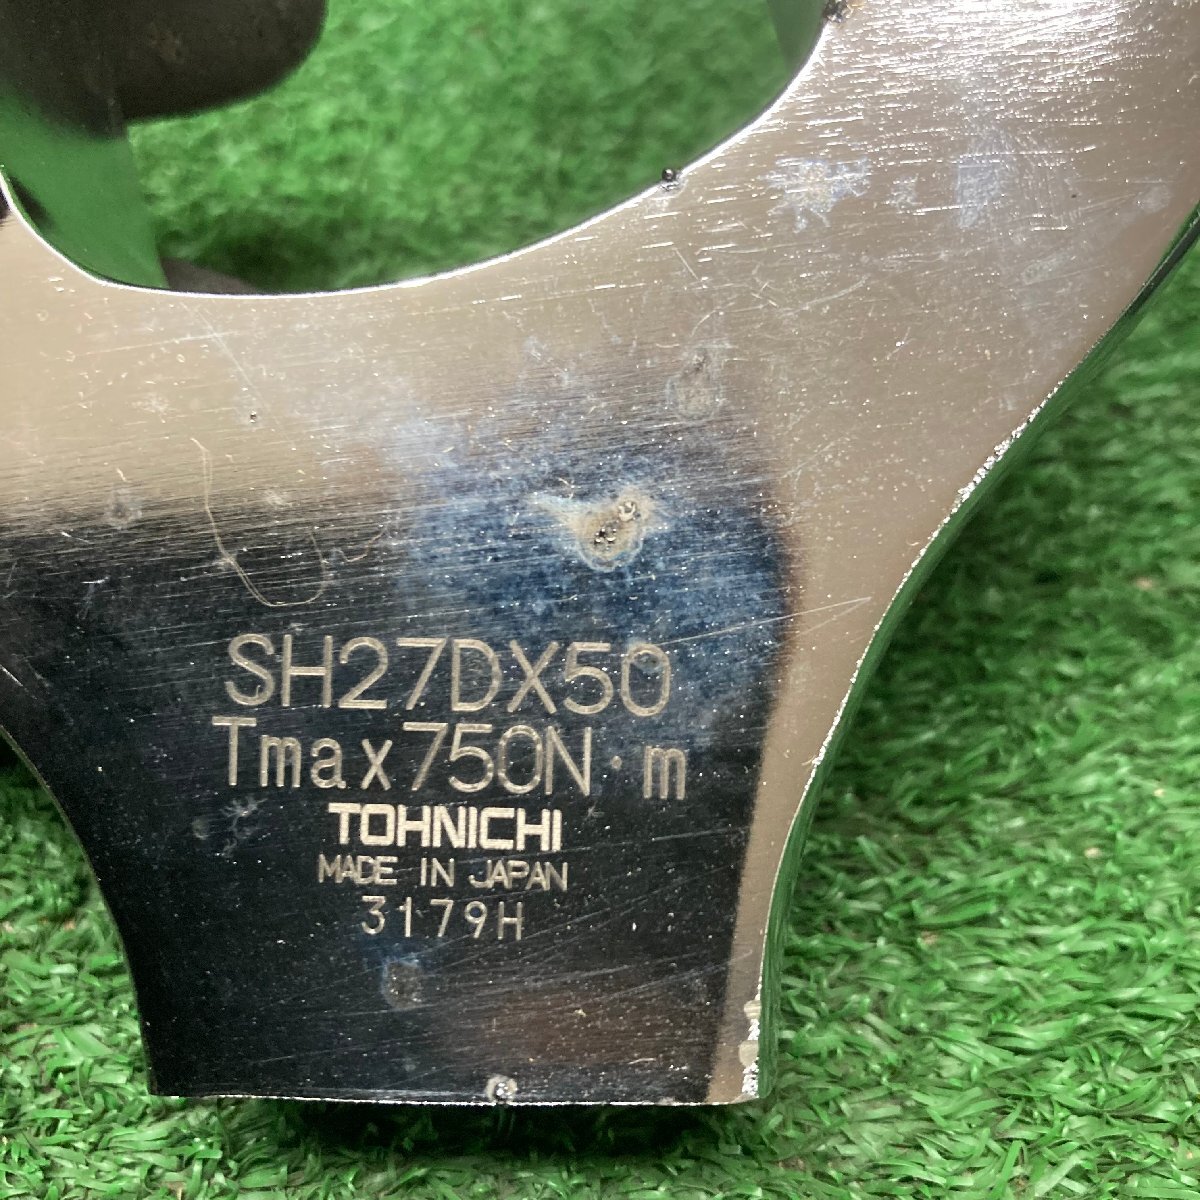 SH27DX50
Tmax750N·m
TOHNICHI
MADE IN JAPAN
3179H